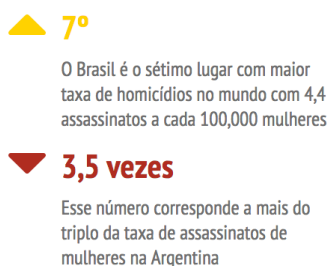 7º
O Brasil é o sétimo lugar com maior
taxa de homicídios no mundo com 4,4
assassinatos a cada 100,000 mulheres
3,5 vezes
Esse número corresponde a mais do
triplo da taxa de assassinatos de
mulheres na Argentina